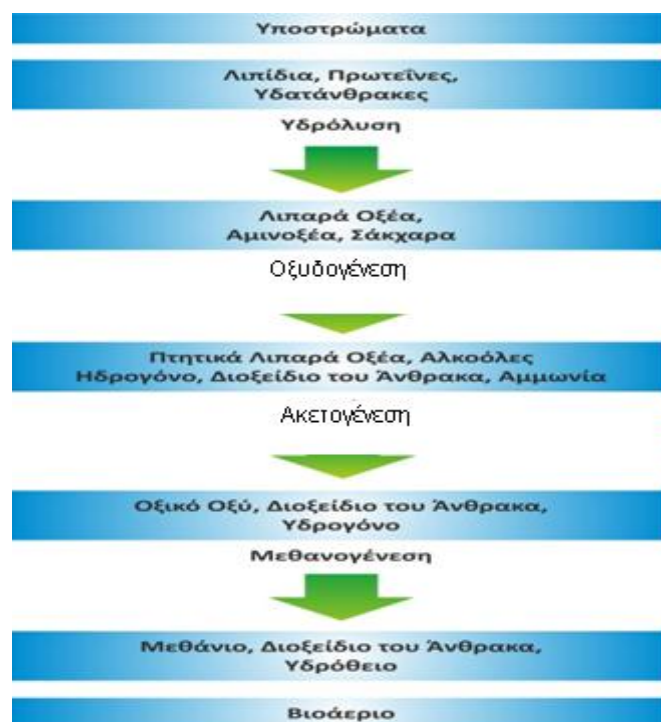 Υποστρώματα
Λιπίδια, Πρωτεΐνες,
Υδατάνθρακες
Υδρόλυση
Λιπαρά Οξέα,
Αμινοξέα, Σάκχαρα
Οξυδογένεση
Πτητικά Λιπαρά Οξέα, Αλκοόλες
Ηδρογόνο, Διοξείδιο του Άνθρακα, Αμμωνία
Ακετογένεση
Οξικό Οξύ, Διοξείδιο του Άνθρακα,
Υδρογόνο
Μεθανογένεση
Μεθάνιο, Διοξείδιο του Άνθρακα,
Υδρόθειο
Βιοάεριο